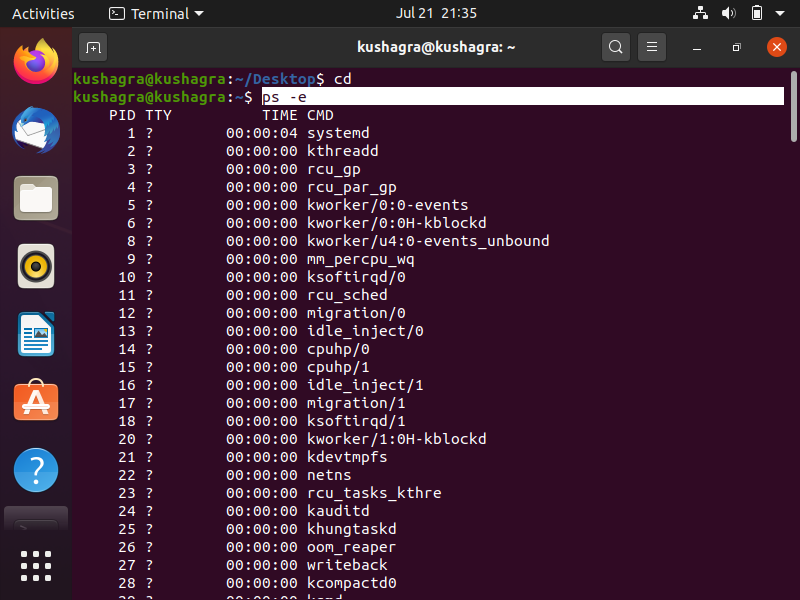 Activities Terminal Jul 21 21:35
kushagra@kushagra: ~
kushagra@kushagra:~/Desktop$ cd
kushagra@kushagra:~$ ps -e
PID TTY TIME CMD
1 ? 00:00:04 systemd
2 ? 00:00:00 kthreadd
3 ? 00:00:00 rcu_gp
4 ? 00:00:00 rcu_par_gp
5 ? 00:00:00 kworker/0:0-events
6 ? 00:00:00 kworker/0:0H-kblockd
8 ? 00:00:00 kworker/u4:0-events_unbound
9 ? 00:00:00 mm_percpu_wq
10 ? 00:00:00 ksoftirqd/0
11 ? 00:00:00 rcu_sched
12 ? 00:00:00 migration/0
13 ? 00:00:00 idle_inject/0
14 ? 00:00:00 cpuhp/0
15 ? 00:00:00 cpuhp/1
16 ? 00:00:00 idle_inject/1
17 ? 00:00:00 migration/1
18 ? 00:00:00 ksoftirqd/1
20 ? 00:00:00 kworker/1:0H-kblockd
21 ? 00:00:00 kdevtmpfs
22 ? 00:00:00 netns
23 ? 00:00:00 rcu_tasks_kthre
24 ? 00:00:00 kauditd
25 ? 00:00:00 khungtaskd
26 ? 00:00:00 oom_reaper
27 ? 00:00:00 writeback
28 ? 00:00:00 kcompactd0